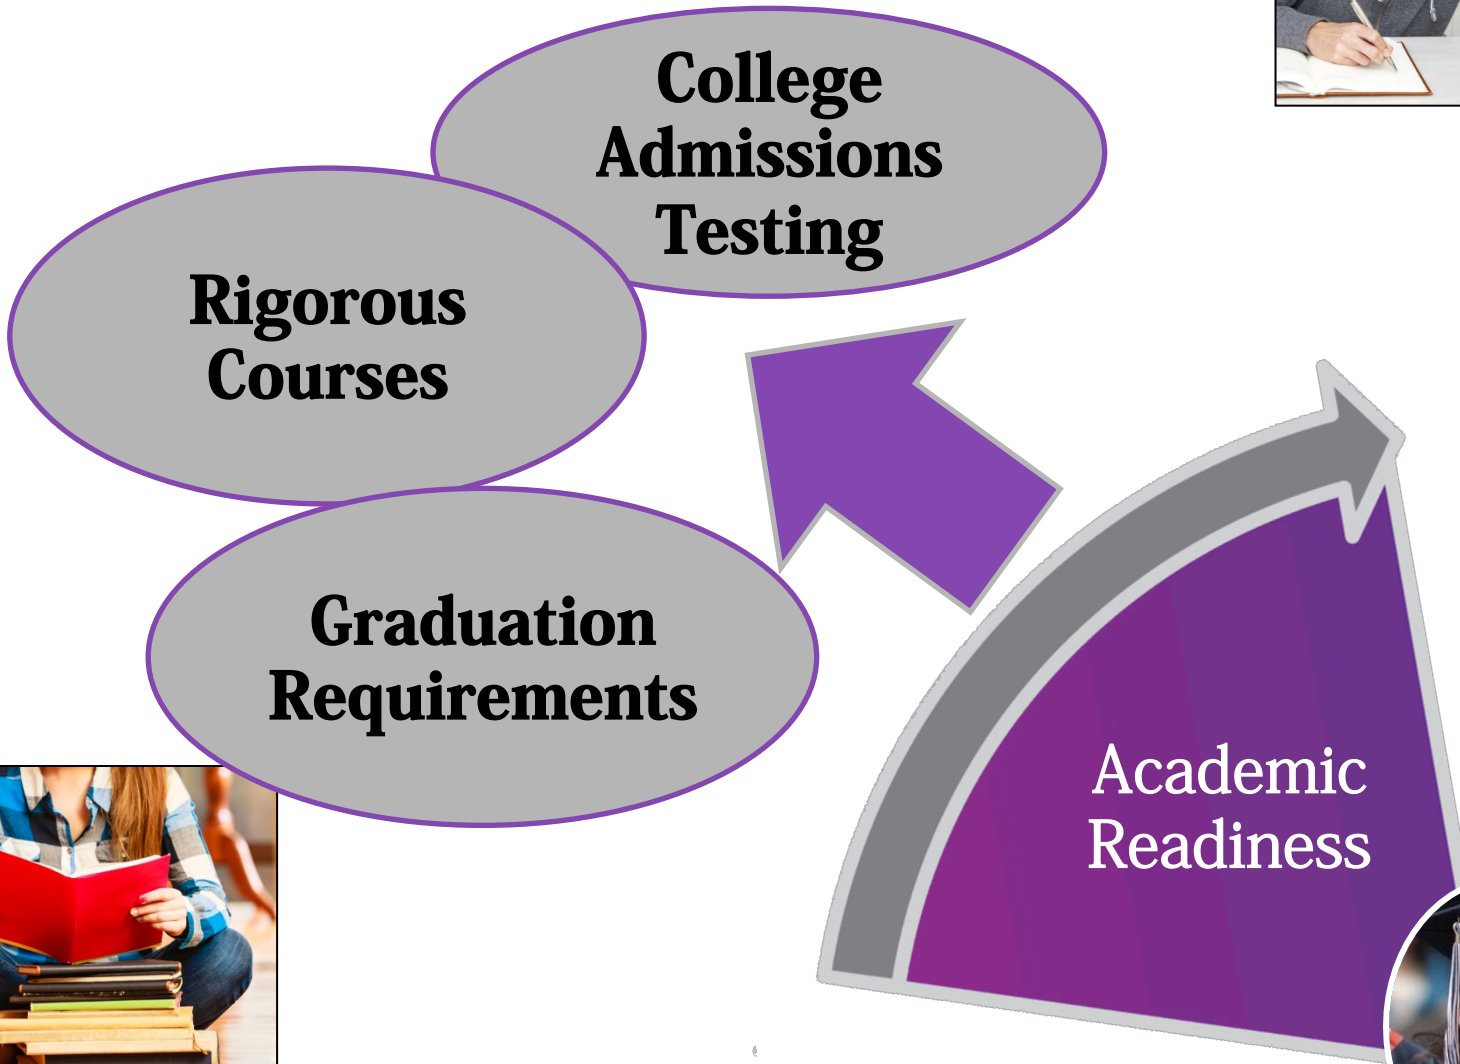 College
Admissions
Testing
Rigorous
Courses
Graduation
Requirements
Academic
Readiness